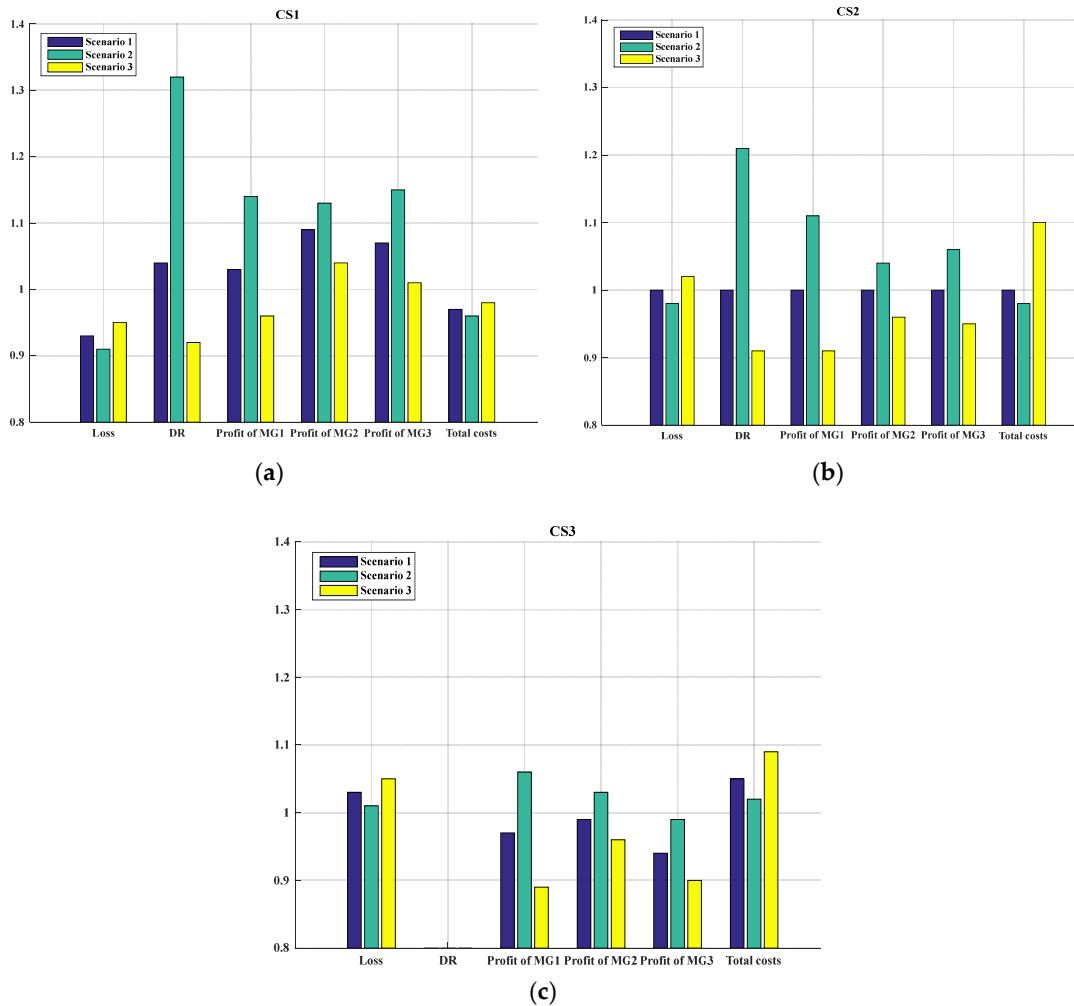 CS1
1.4
1.3
1.2
1.1
1
0.9
0.8
Scenario 1
Scenario 2
Scenario 3
Loss DR Profit of MG1 Profit of MG2 Profit of MG3 Total costs
(a)
CS2
1.4
1.3
1.2
1.1
1
0.9
0.8
Scenario 1
Scenario 2
Scenario 3
Loss DR Profit of MG1 Profit of MG2 Profit of MG3 Total costs
(b)
CS3
1.4
1.3
1.2
1.1
1
0.9
0.8
Scenario 1
Scenario 2
Scenario 3
Loss DR Profit of MG1 Profit of MG2 Profit of MG3 Total costs
(c)